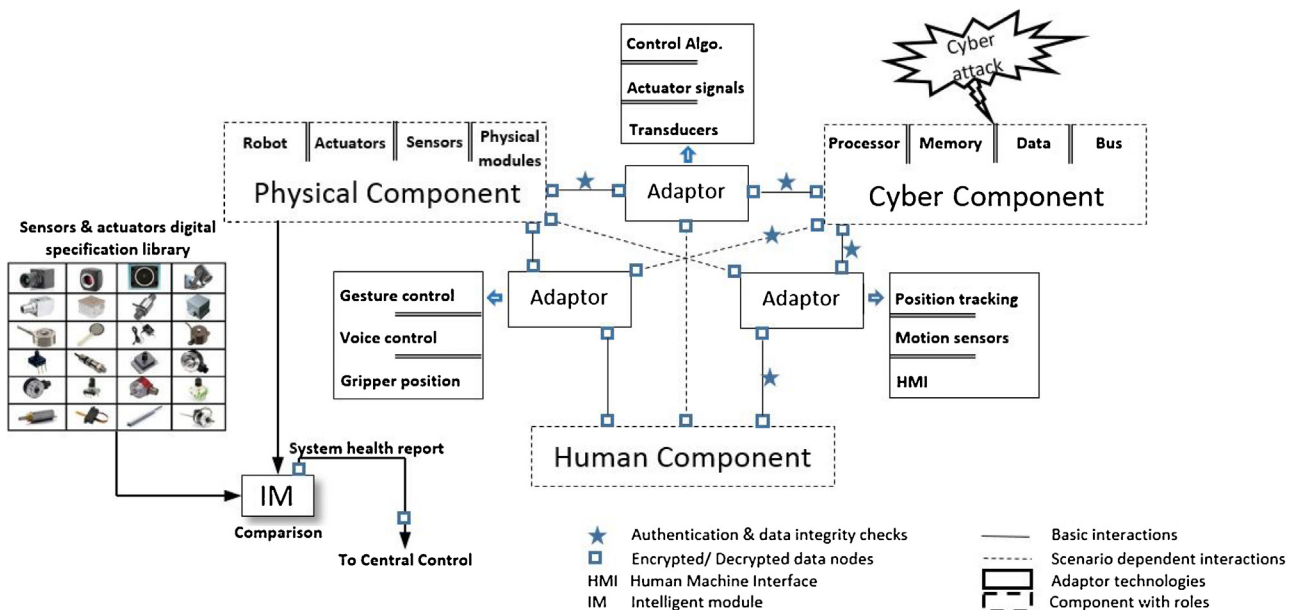 Control Algo.
Actuator signals
Transducers
Cyber
attack
Robot
Actuators
Sensors
Physical
modules
Physical Component
Adaptor
Processor
Memory
Data
Bus
Cyber Component
Sensors & actuators digital
specification library
Gesture control
Voice control
Gripper position
Adaptor
Adaptor
Position tracking
Motion sensors
HMI
Human Component
System health report
IM
Comparison
To Central Control
Authentication & data integrity checks
Encrypted/ Decrypted data nodes
HMI Human Machine Interface
IM Intelligent module
Basic interactions
Scenario dependent interactions
Adaptor technologies
Component with roles